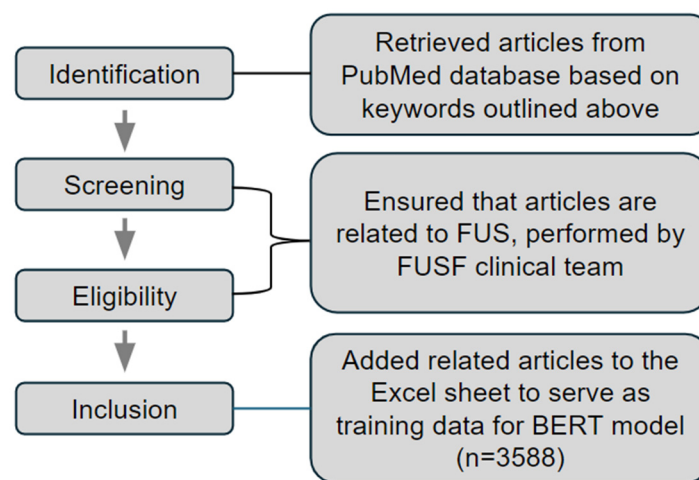 Identification
Retrieved articles from
PubMed database based on
keywords outlined above
Screening
Eligibility
Ensured that articles are
related to FUS, performed by
FUSF clinical team
Inclusion
Added related articles to the
Excel sheet to serve as
training data for BERT model
(n=3588)